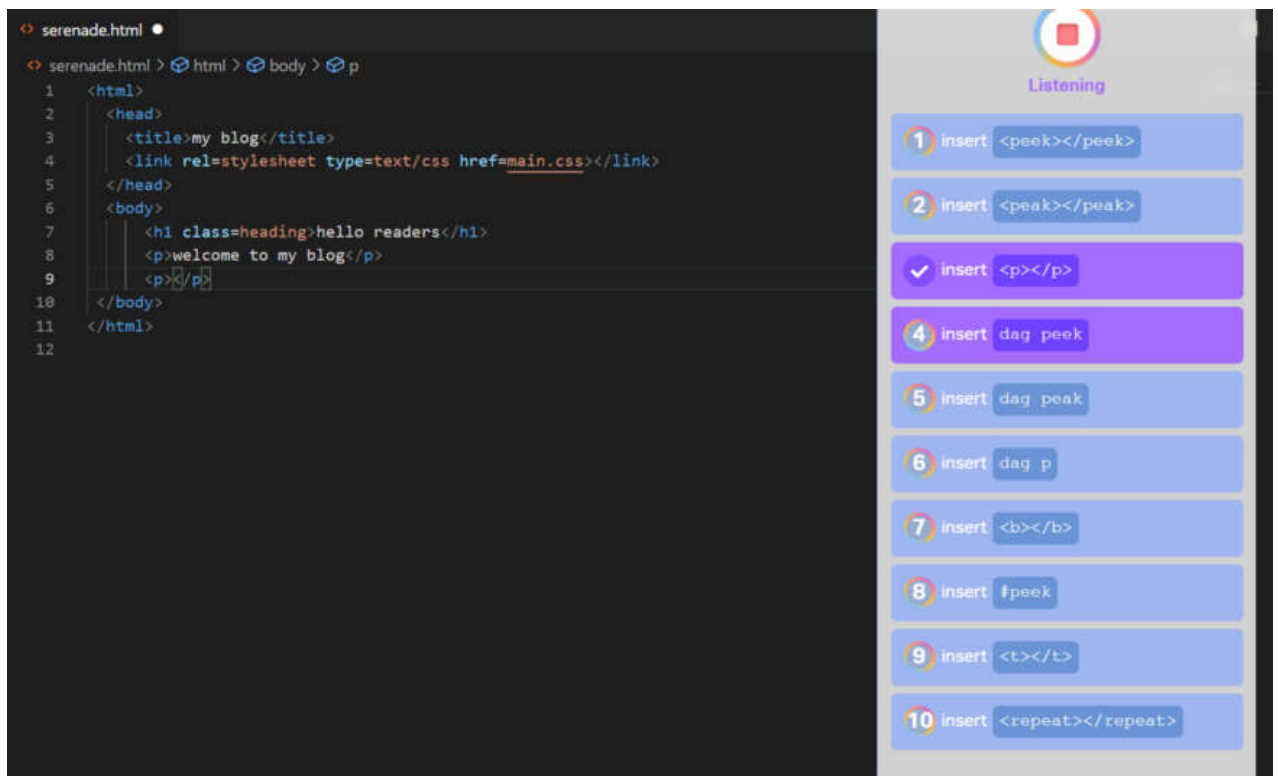 serenade.html
serenade.html > html > body > p
1 <html>
2 <head>
3 <title>my blog</title>
4 <link rel=stylesheet type=text/css href=main.css></link>
5 </head>
6 <body>
7 <h1 class=heading>hello readers</h1>
8 <p>welcome to my blog</p>
9 <p></p>
10 </body>
11 </html>
12
Listening
1 insert <peek></peek>
2 insert <peak></peak>
insert <p></p>
4 insert dag peek
5 insert dag peak
6 insert dag p
7 insert <b></b>
8 insert #peek
9 insert <t></t>
10 insert <repeat></repeat>